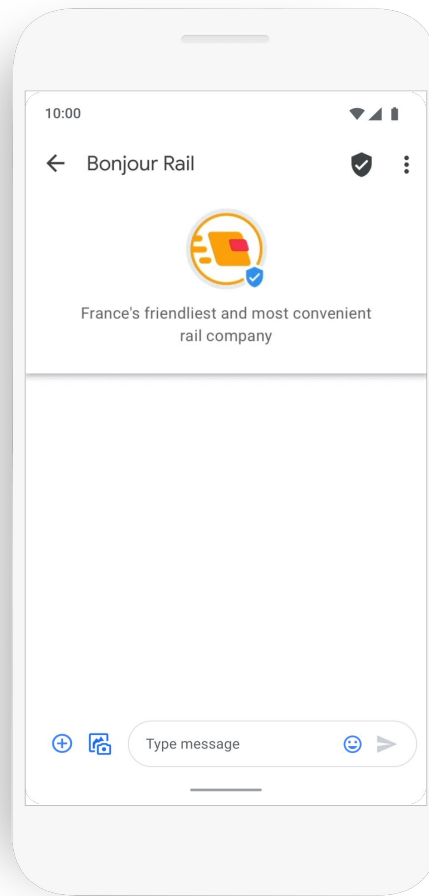 10:00
Bonjour Rail
France's friendliest and most convenient
rail company
Type message